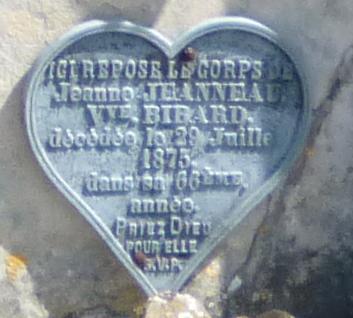 ICI REPOSE LE CORPS DE
Jeanne JEANNEAU
VVE. BIBARD.
décédée le 29 Juille
1875.
dans sa 66ÈME
année.
PRIEZ DIEU
POUR ELLE
S.V.P.